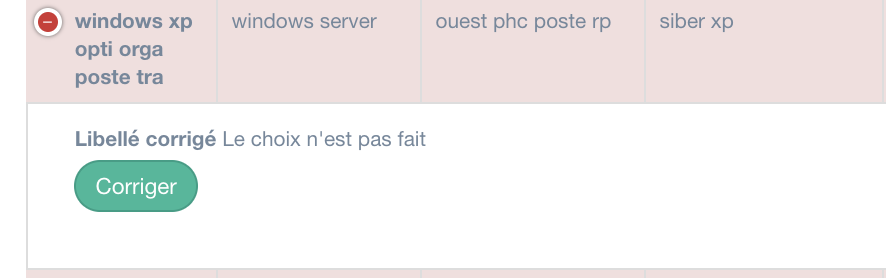 windows xp
opti orga
poste tra
windows server
ouest phc poste rp
siber xp
Libellé corrigé Le choix n'est pas fait
Corriger